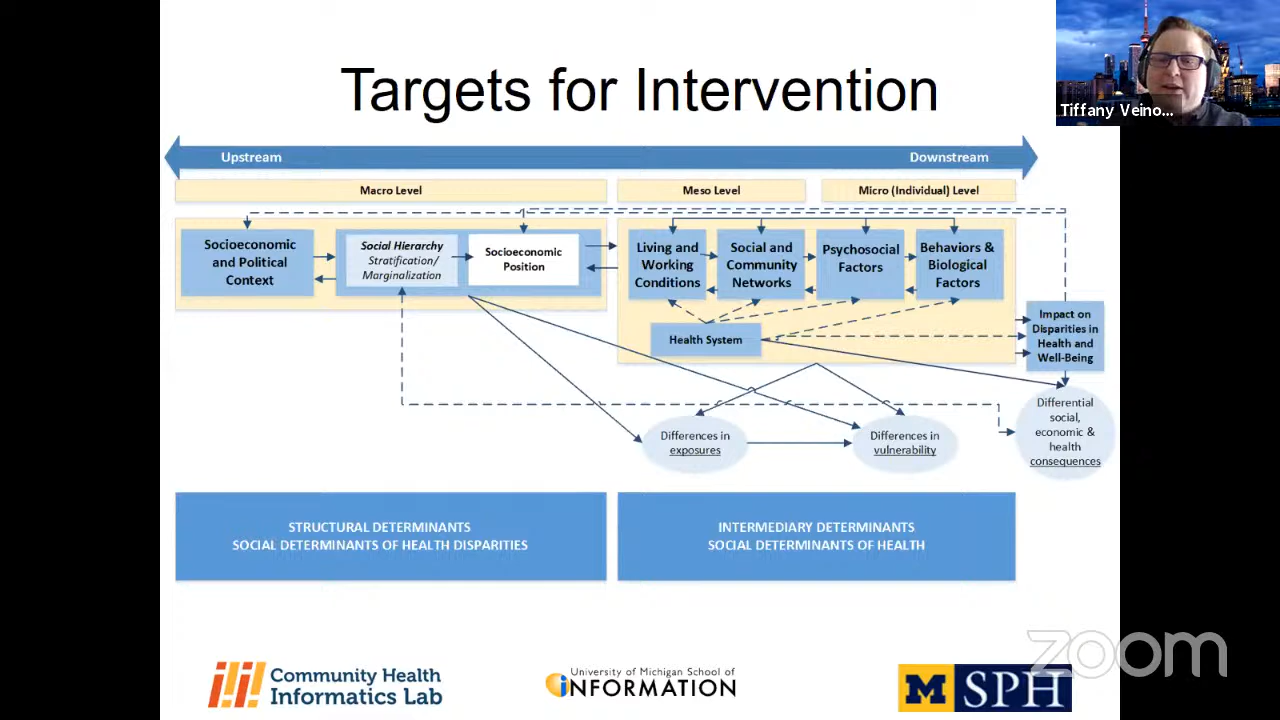 Targets for Intervention
Tiffany Veino...
Upstream
Downstream
Macro Level
Meso Level
Micro (Individual) Level
Socioeconomic
and Political
Context
Social Hierarchy
Stratification/
Marginalization
Socioeconomic
Position
Living and
Working
Conditions
Social and
Community
Networks
Psychosocial
Factors
Behaviors &
Biological
Factors
Health System
Impact on
Disparities in
Health and
Well-Being
Differences in
exposures
Differences in
vulnerability
Differential
social,
economic &
health
consequences
STRUCTURAL DETERMINANTS
SOCIAL DETERMINANTS OF HEALTH DISPARITIES
INTERMEDIARY DETERMINANTS
SOCIAL DETERMINANTS OF HEALTH
Community Health
Informatics Lab
University of Michigan School of
INFORMATION
M SPH
zoom